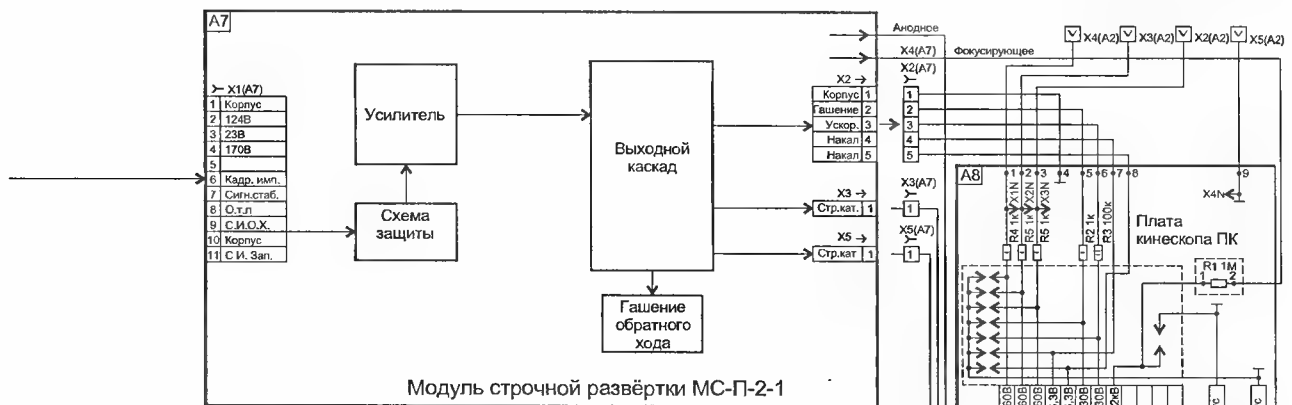 A7
Анодное
X4(A7)
Фокусирующее
X4(A2)
X3(A2)
X2(A2)
X5(A2)
X1(A7)
1 Корпус
2 124В
3 23В
4 170В
5
6 Кадр. имп.
7 Сигн.стаб.
8 О.т.л
9 С.И.О.Х.
10 Корпус
11 С И. Зап.
Усилитель
Схема
защиты
Выходной
каскад
Гашение
обратного
хода
X2
Корпус 1
Гашение 2
Ускор. 3
Накал 4
Накал 5
X2(A7)
1
2
3
4
5
X3
Стр.кат. 1
X3(A7)
1
X5
Стр.кат 1
X5(A7)
1
Модуль строчной развёртки МС-П-2-1
A8
1 2 3 4 5 6 7 8 9
X1N
X2N
X3N
X4N
R4 1к
R5 1к
R5 1к
R2 1к
R3 100к
Плата
кинескопа ПК
R1 1М
1 2